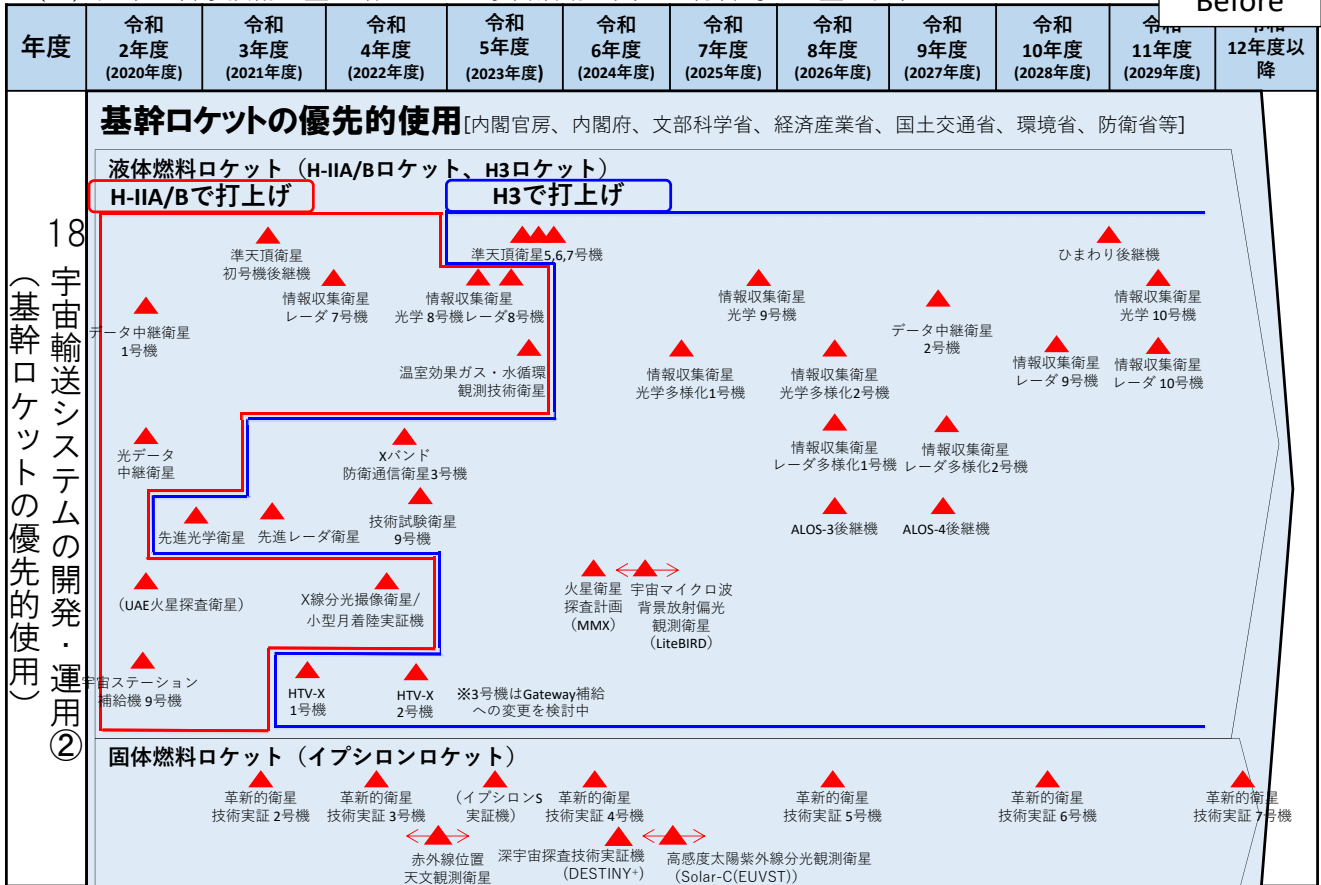 Before
年度
令和
2年度
(2020年度)
令和
3年度
(2021年度)
令和
4年度
(2022年度)
令和
5年度
(2023年度)
令和
6年度
(2024年度)
令和
7年度
(2025年度)
令和
8年度
(2026年度)
令和
9年度
(2027年度)
令和
10年度
(2028年度)
令和
11年度
(2029年度)
令和
12年度以
降
18 宇宙輸送システムの開発・運用②
（基幹ロケットの優先的使用）
基幹ロケットの優先的使用[内閣官房、内閣府、文部科学省、経済産業省、国土交通省、環境省、防衛省等]
液体燃料ロケット（H-IIA/Bロケット、H3ロケット）
H-IIA/Bで打上げ
H3で打上げ
準天頂衛星
初号機後継機
準天頂衛星5,6,7号機
ひまわり後継機
データ中継衛星
1号機
情報収集衛星
レーダ 7号機
情報収集衛星
光学 8号機レーダ8号機
情報収集衛星
光学 9号機
データ中継衛星
2号機
情報収集衛星
光学 10号機
温室効果ガス・水循環
観測技術衛星
情報収集衛星
光学多様化1号機
情報収集衛星
光学多様化2号機
情報収集衛星
レーダ 9号機
情報収集衛星
レーダ 10号機
光データ
中継衛星
Xバンド
防衛通信衛星3号機
情報収集衛星
レーダ多様化1号機
情報収集衛星
レーダ多様化2号機
先進光学衛星
先進レーダ衛星
技術試験衛星
9号機
ALOS-3後継機
ALOS-4後継機
（UAE火星探査衛星）
X線分光撮像衛星/
小型月着陸実証機
火星衛星
探査計画
（MMX）
宇宙マイクロ波
背景放射偏光
観測衛星
（LiteBIRD）
宇宙ステーション
補給機 9号機
HTV-X
1号機
HTV-X
2号機
※3号機はGateway補給
への変更を検討中
固体燃料ロケット（イプシロンロケット）
革新的衛星
技術実証 2号機
革新的衛星
技術実証 3号機
（イプシロンS
実証機）
革新的衛星
技術実証 4号機
革新的衛星
技術実証 5号機
革新的衛星
技術実証 6号機
革新的衛星
技術実証 7号機
赤外線位置
天文観測衛星
深宇宙探査技術実証機
（DESTINY⁺）
高感度太陽紫外線分光観測衛星
（Solar-C(EUVST)）